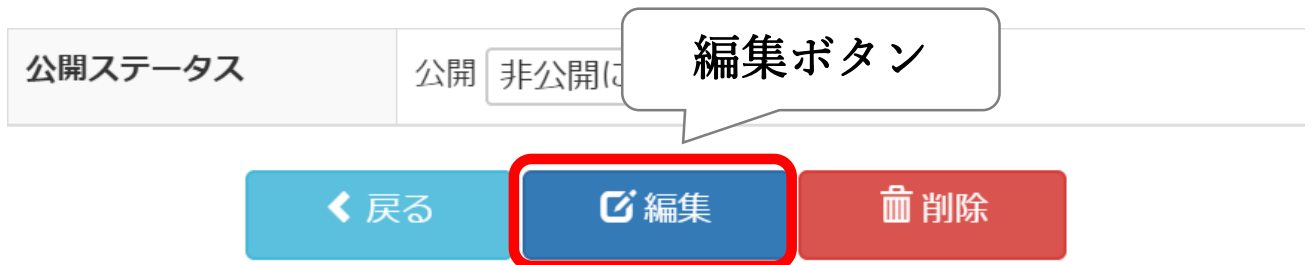 編集ボタン
公開ステータス
公開 非公開に
戻る
編集
削除